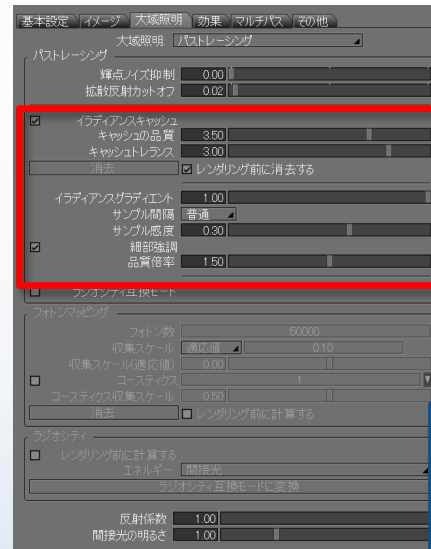 基本設定 イメージ 大域照明 効果 マルチパス その他
大域照明: パストレーシング
パストレーシング
輝点ノイズ抑制 0.00
拡散反射カットオフ 0.02
イラディアンスキャッシュ
キャッシュの品質 3.50
キャッシュトレランス 3.00
消去 レンダリング前に消去する
イラディアンスグラディエント 1.00
サンプル間隔 普通
サンプル感度 0.30
細部強調
品質倍率 1.50
ラジオシティ互換モード
フォトンマッピング
フォトン数 50000
収集スケール 適応値 0.10
収集スケール(適応値) 0.00
コースティクス 1
コースティクス収集スケール 0.50
消去 レンダリング前に計算する
ラジオシティ
レンダリング前に計算する
エネルギー 間接光
ラジオシティ互換モードに変換
反射係数 1.00
間接光の明るさ 1.00